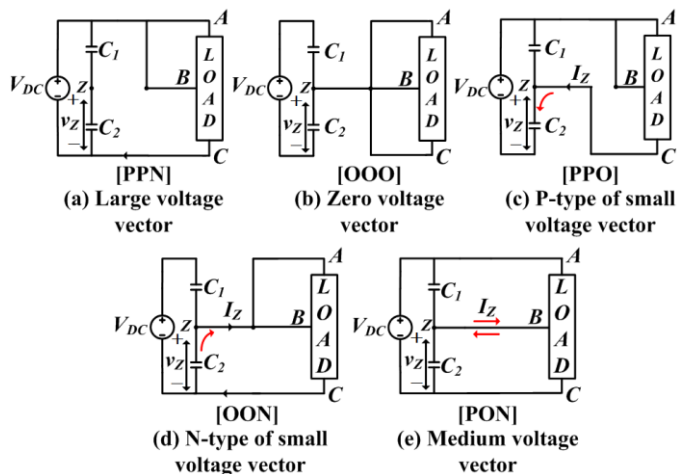 A
C1
L
O
A
D
B
VDC
Z
+
vZ
−
C2
C
[PPN]
(a) Large voltage
vector
A
C1
L
O
A
D
B
VDC
Z
+
vZ
−
C2
C
[OOO]
(b) Zero voltage
vector
A
C1
L
O
A
D
B
VDC
Z
IZ
+
vZ
−
C2
C
[PPO]
(c) P-type of small
voltage vector
A
C1
L
O
A
D
B
VDC
Z
IZ
+
vZ
−
C2
C
[OON]
(d) N-type of small
voltage vector
A
C1
L
O
A
D
B
VDC
Z
IZ
+
vZ
−
C2
C
[PON]
(e) Medium voltage
vector